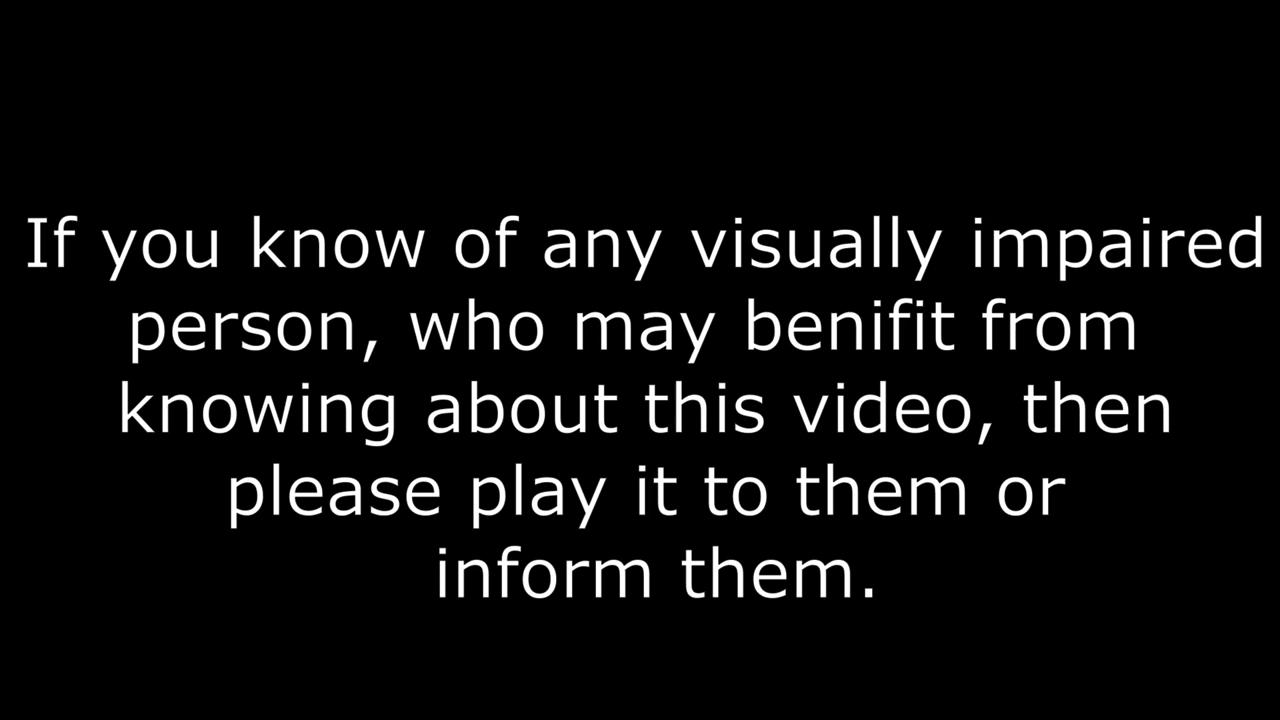 If you know of any visually impaired
person, who may benifit from
knowing about this video, then
please play it to them or
inform them.